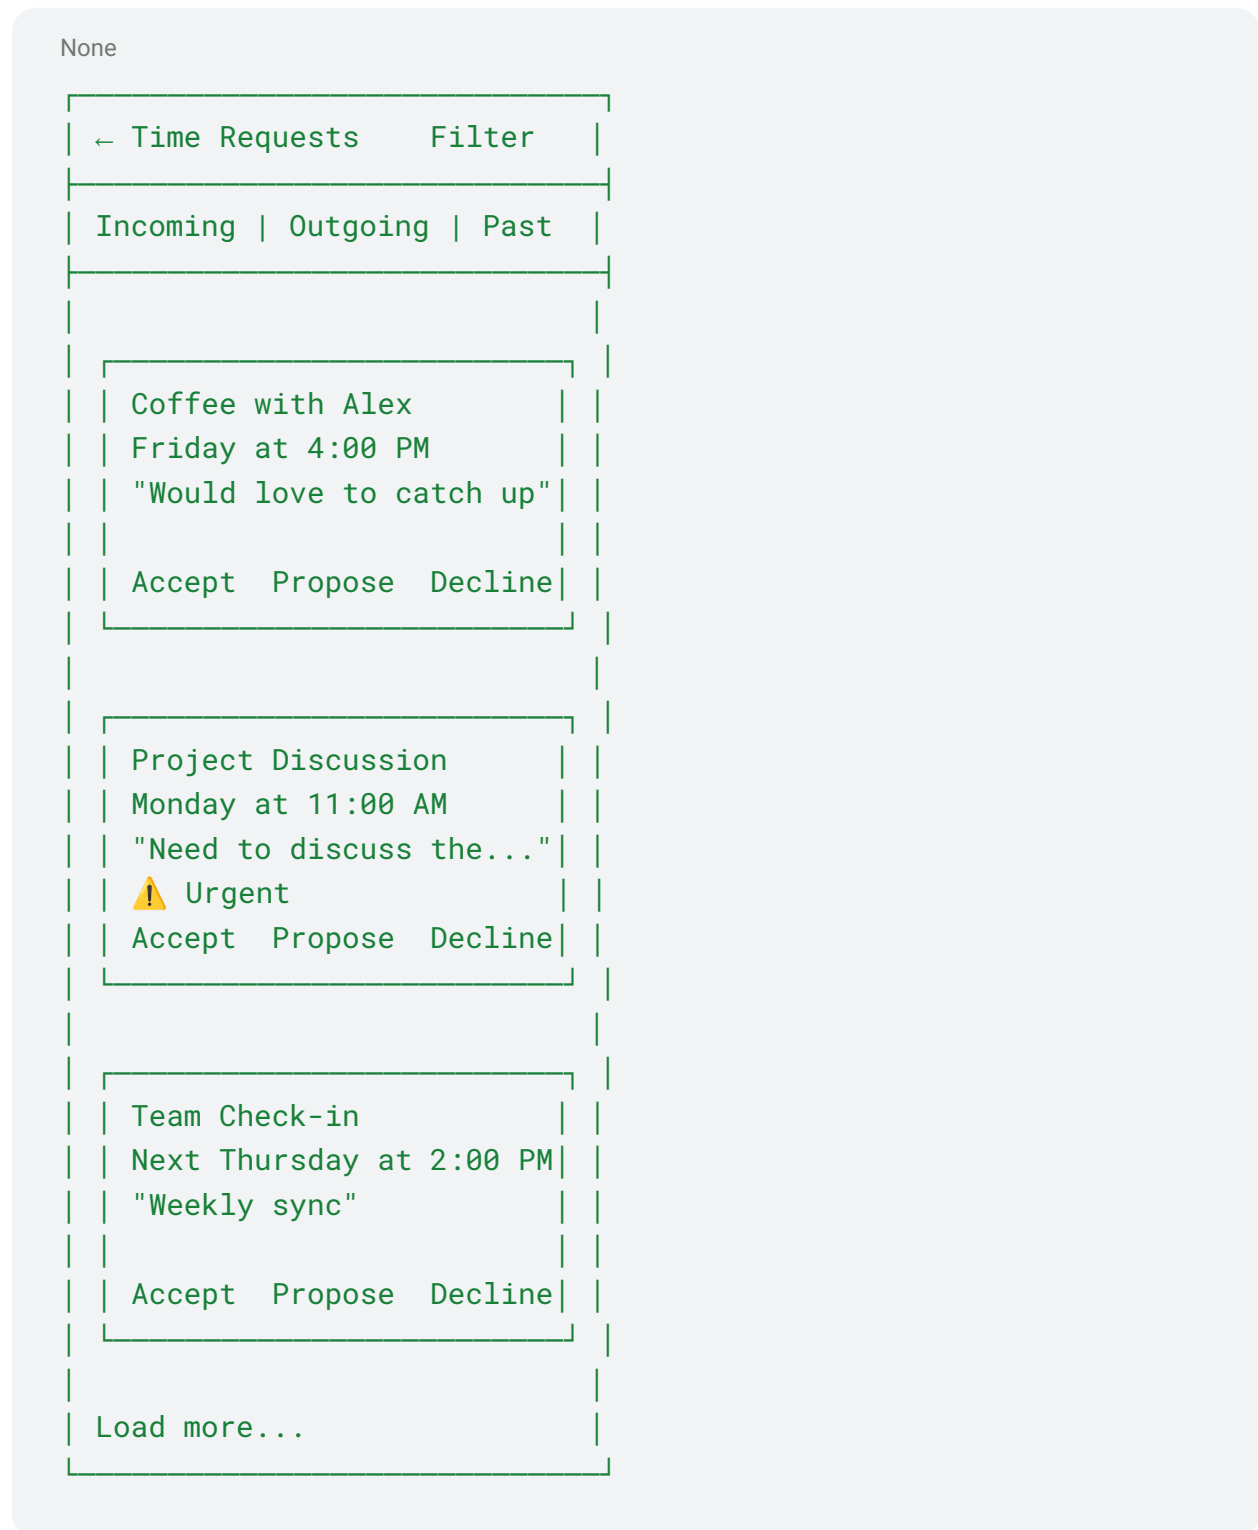 None
← Time Requests    Filter
Incoming | Outgoing | Past
Coffee with Alex
Friday at 4:00 PM
"Would love to catch up"
Accept  Propose  Decline
Project Discussion
Monday at 11:00 AM
"Need to discuss the..."
⚠️ Urgent
Accept  Propose  Decline
Team Check-in
Next Thursday at 2:00 PM
"Weekly sync"
Accept  Propose  Decline
Load more...